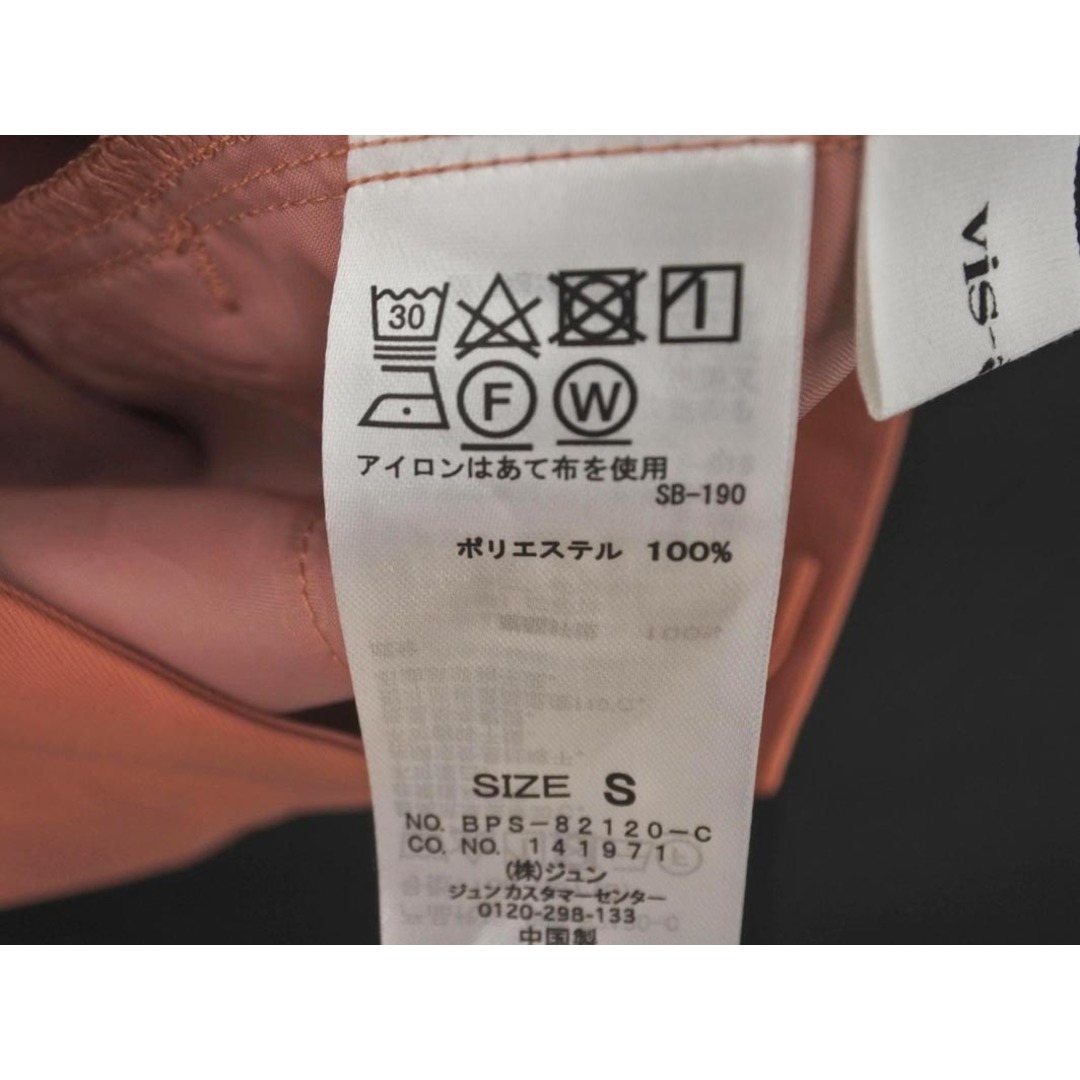 30
F W
アイロンはあて布を使用
SB-190
ポリエステル 100%
SIZE S
NO. BPS-82120-C
CO. NO. 141971
(株)ジュン
ジュンカスタマーセンター
0120-298-133
中国製
vis-